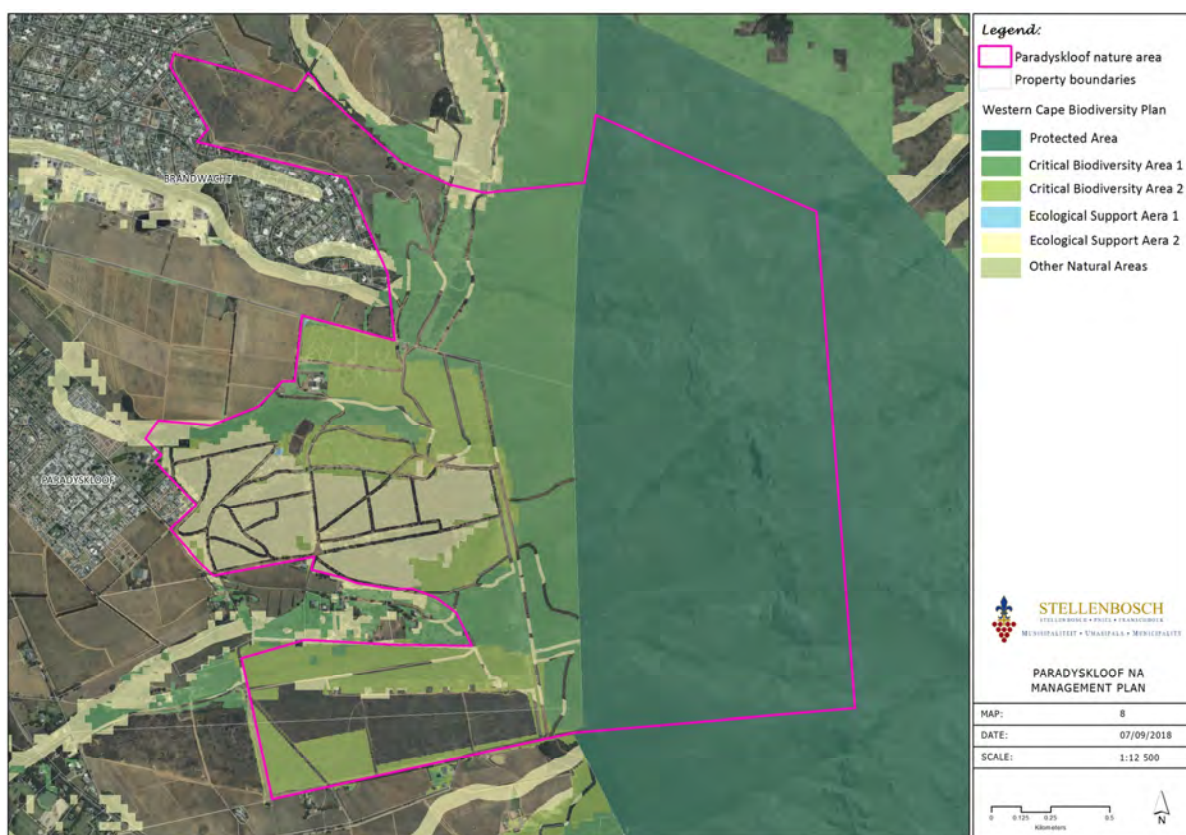 BRANDWACHT
PARADYSKLOOF
Legend:
Paradyskloof nature area
Property boundaries
Western Cape Biodiversity Plan
Protected Area
Critical Biodiversity Area 1
Critical Biodiversity Area 2
Ecological Support Aera 1
Ecological Support Aera 2
Other Natural Areas
STELLENBOSCH
STELLENBOSCH • PNIEL • FRANSCHHOEK
MUNISIPALITEIT • UMASIPALA • MUNICIPALITY
PARADYSKLOOF NA
MANAGEMENT PLAN
MAP: 8
DATE: 07/09/2018
SCALE: 1:12 500
0 0.125 0.25 0.5
Kilometers
N